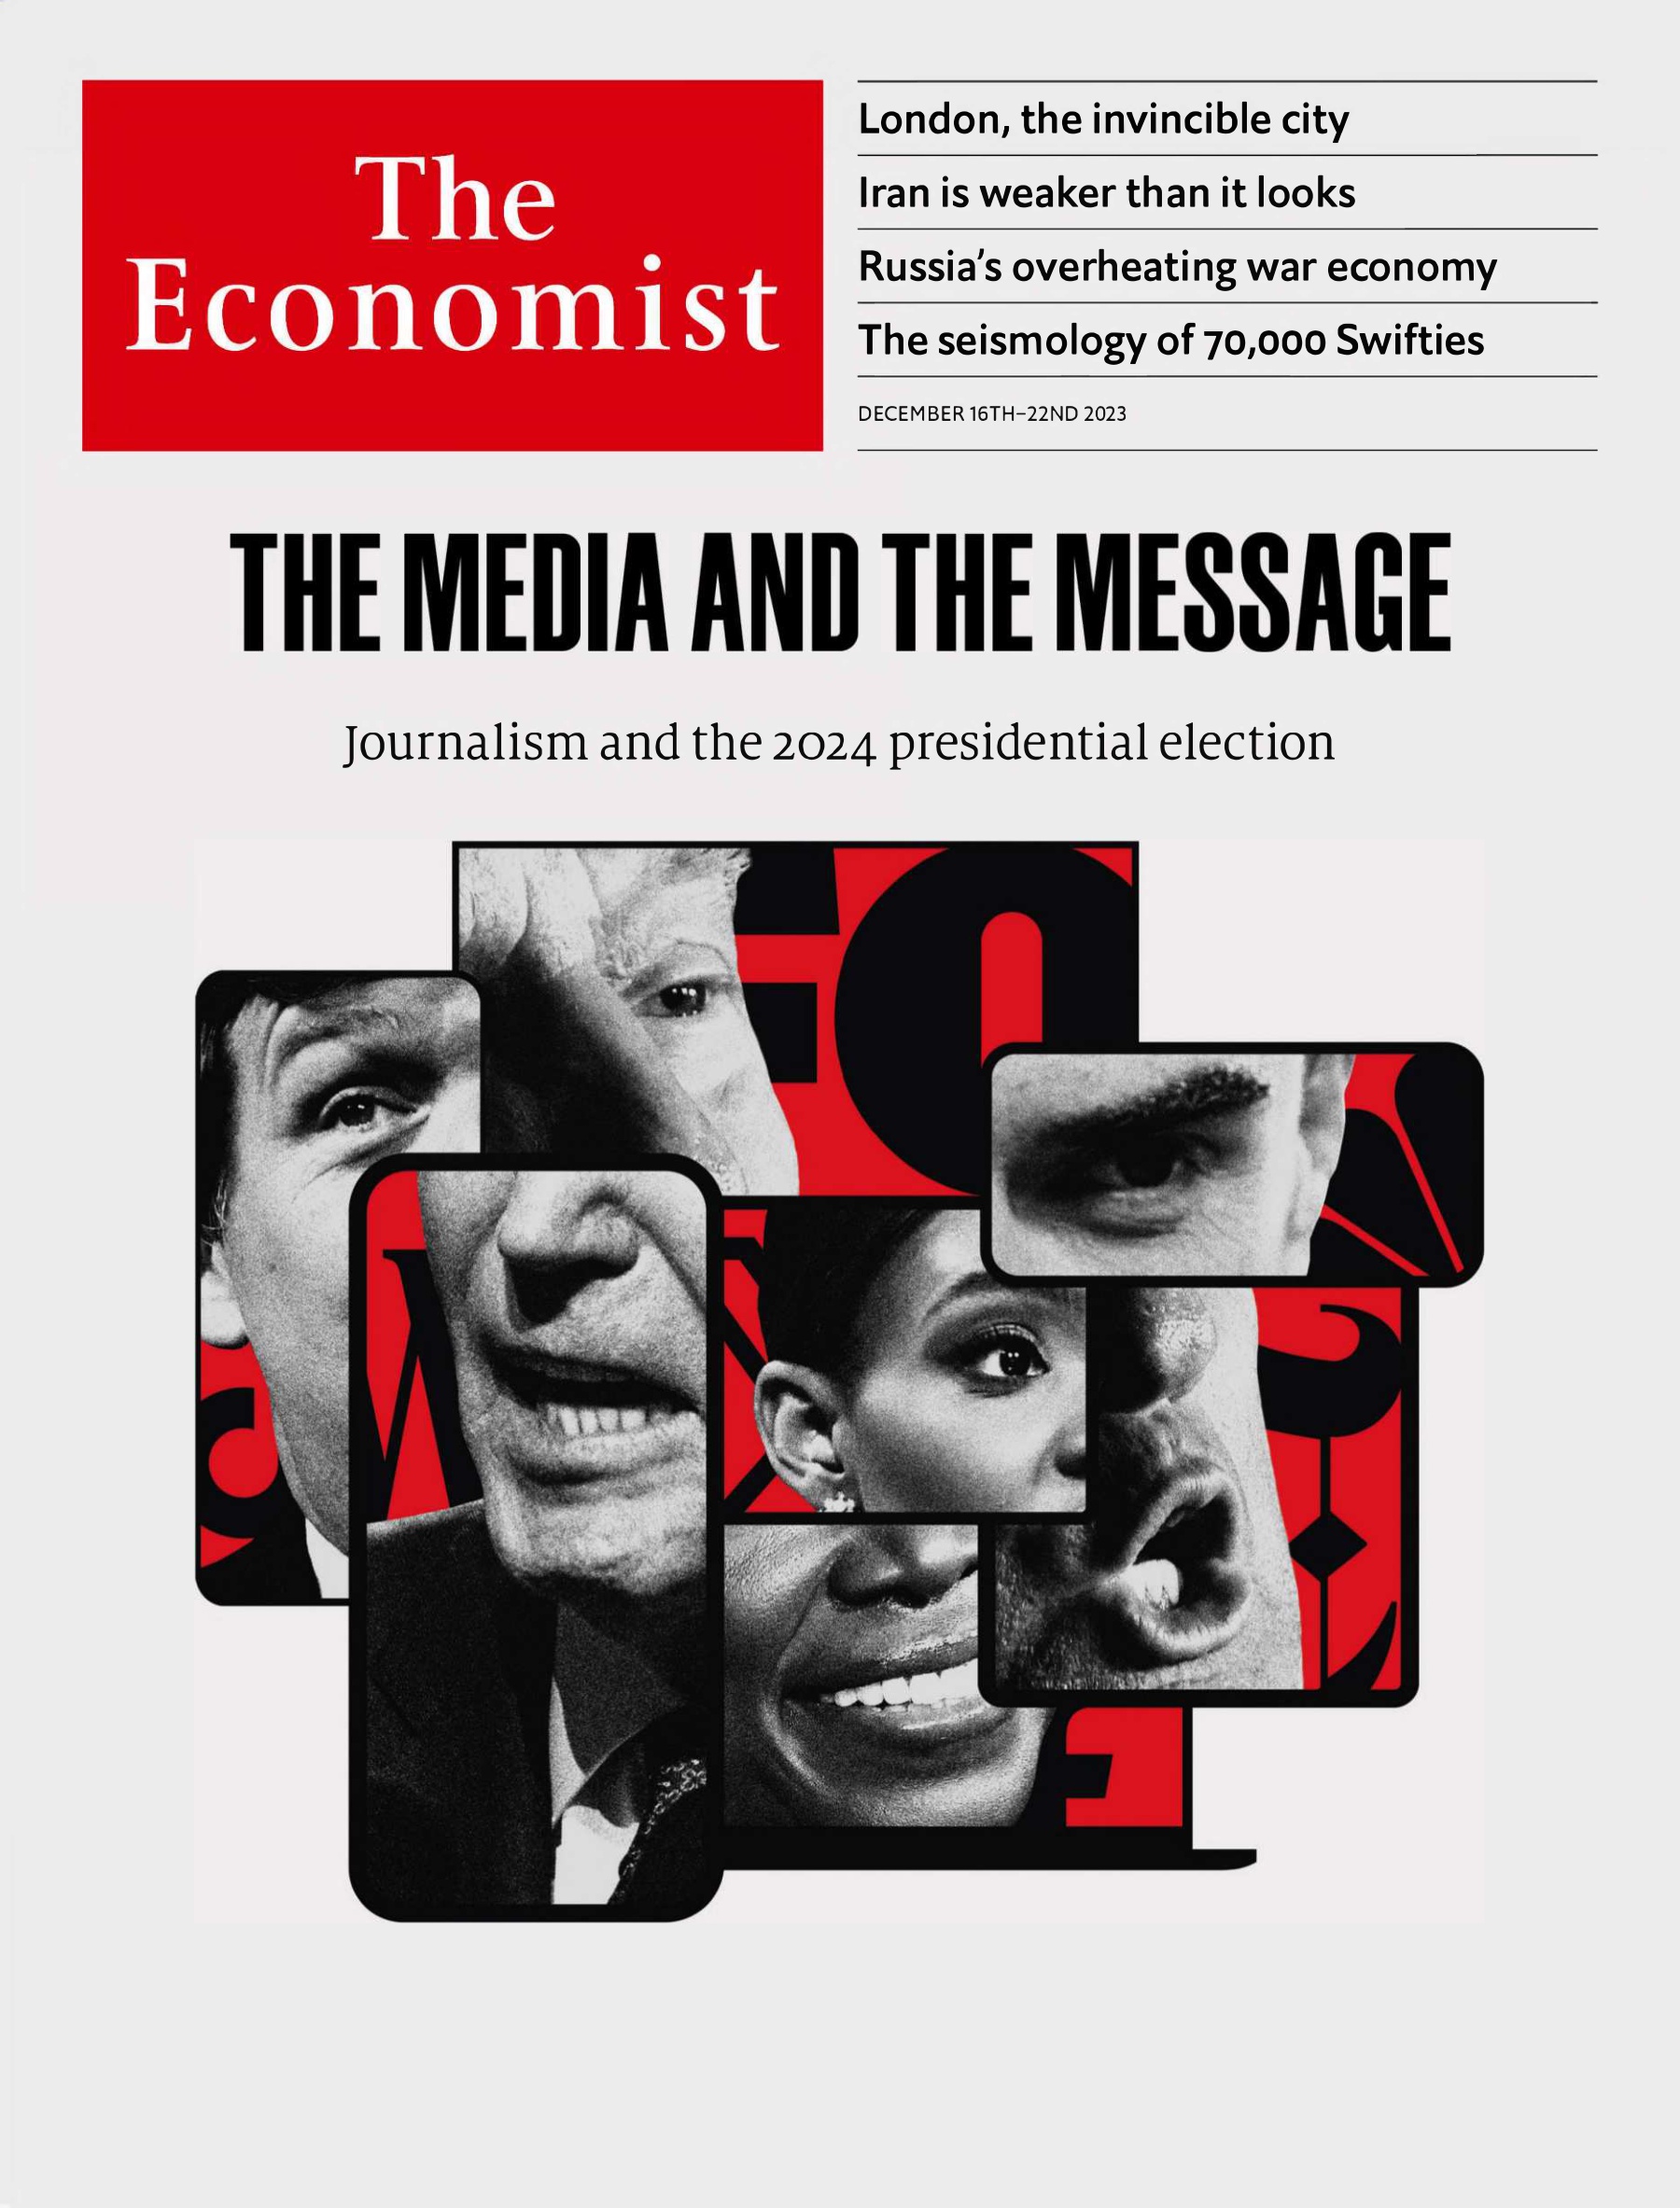 The
Economist
London, the invincible city
Iran is weaker than it looks
Russia's overheating war economy
The seismology of 70,000 Swifties
DECEMBER 16TH–22ND 2023
THE MEDIA AND THE MESSAGE
Journalism and the 2024 presidential election